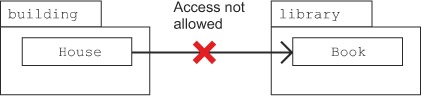 building
House
Access not
allowed
library
Book